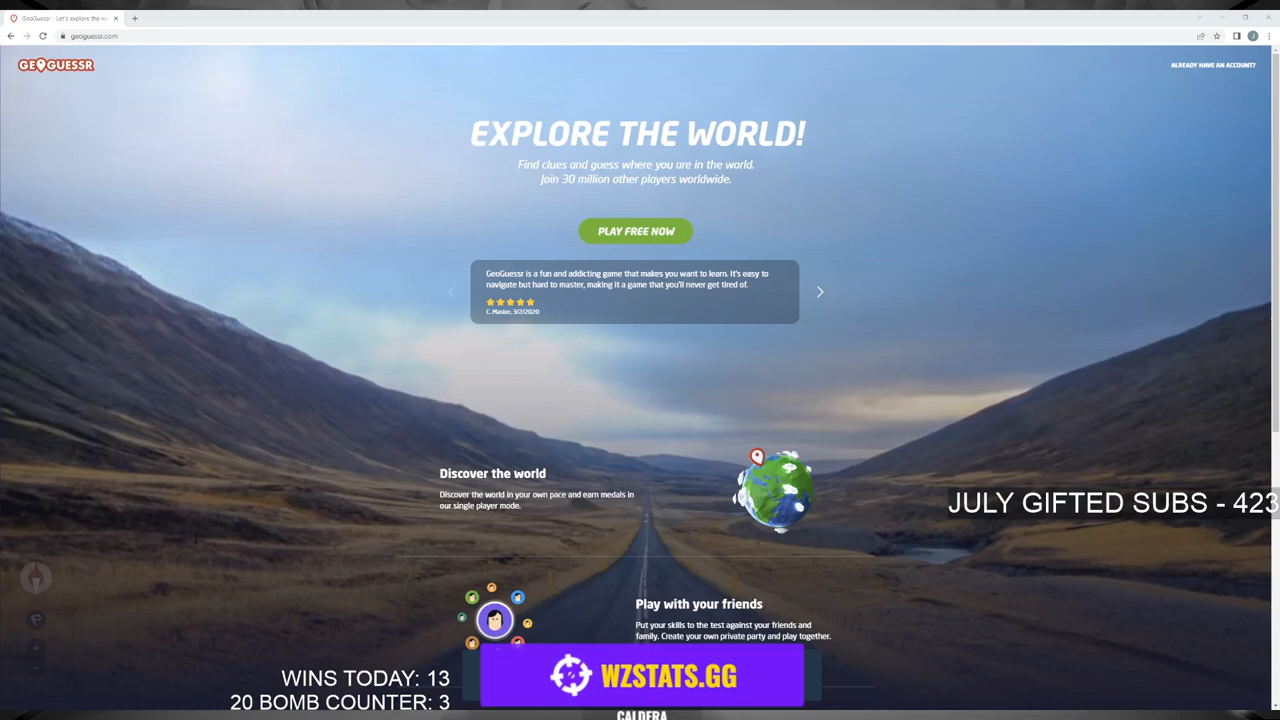 GeoGuessr - Let's explore the wo
geoguessr.com
GEOGUESSR
ALREADY HAVE AN ACCOUNT?
EXPLORE THE WORLD!
Find clues and guess where you are in the world.
Join 30 million other players worldwide.
PLAY FREE NOW
GeoGuessr is a fun and addicting game that makes you want to learn. It's easy to
navigate but hard to master, making it a game that you'll never get tired of.
C. Master, 3/2/2020
Discover the world
Discover the world in your own pace and earn medals in
our single player mode.
JULY GIFTED SUBS - 423
Play with your friends
Put your skills to the test against your friends and
family. Create your own private party and play together.
WINS TODAY: 13
20 BOMB COUNTER: 3
WZSTATS.GG
CALDERA